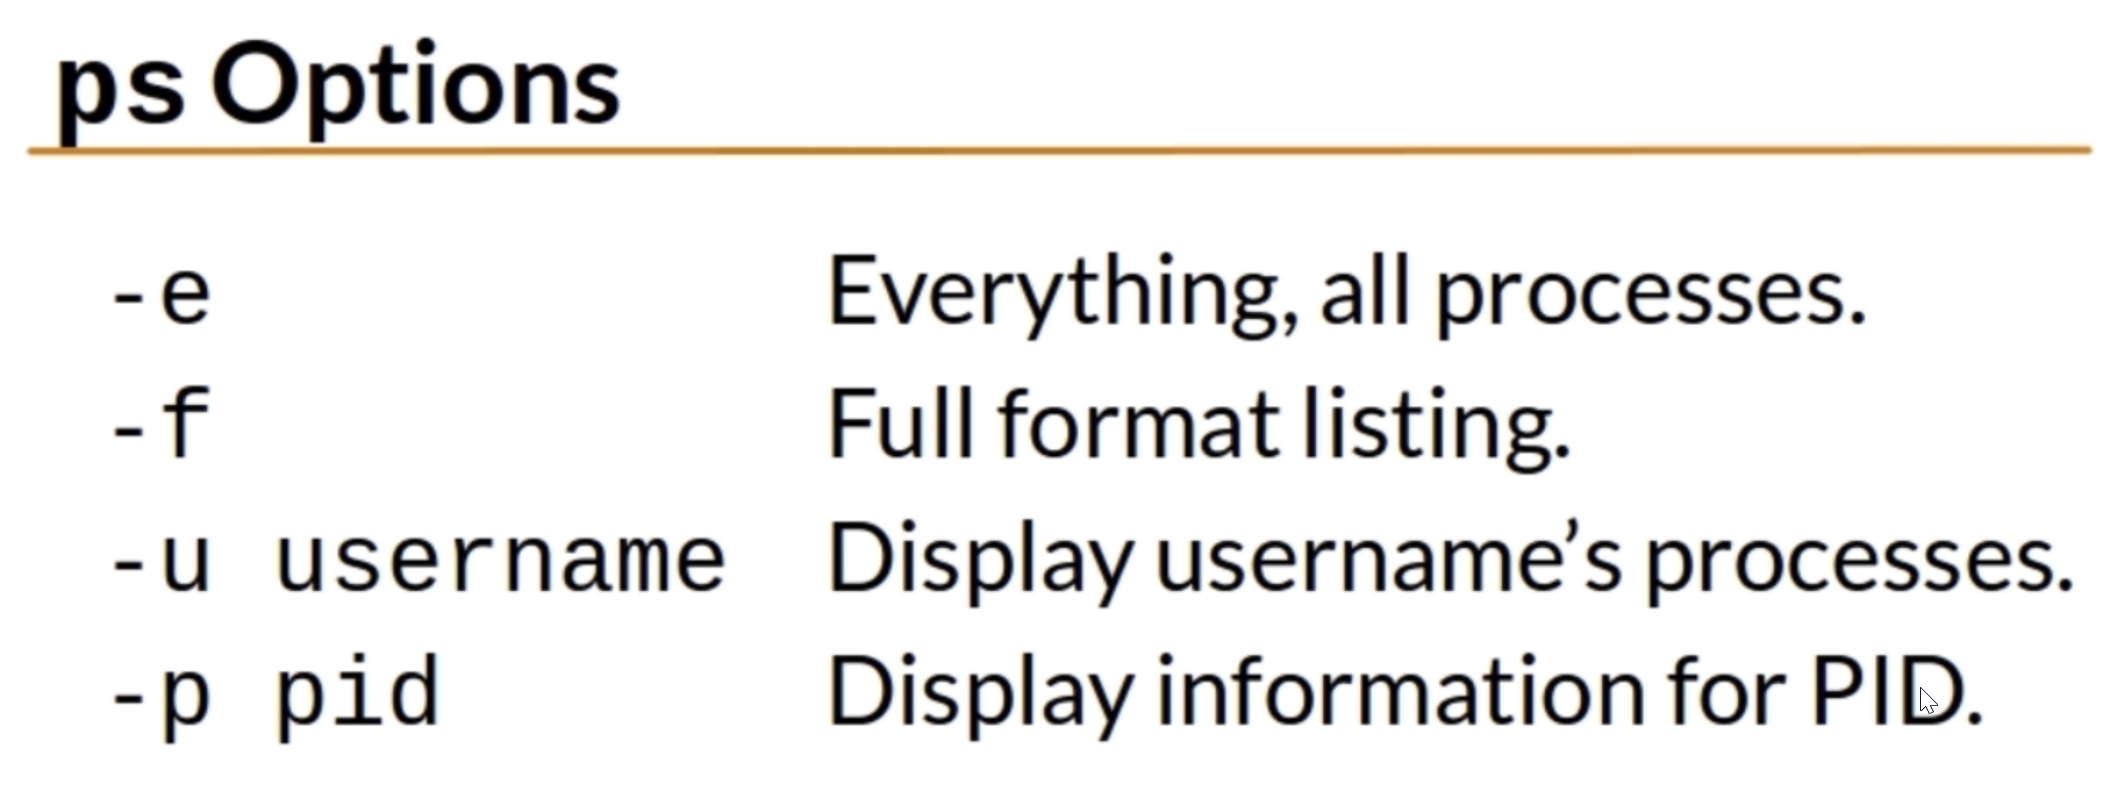 ps Options
-e Everything, all processes.
-f Full format listing.
-u username Display username’s processes.
-p pid Display information for PID.